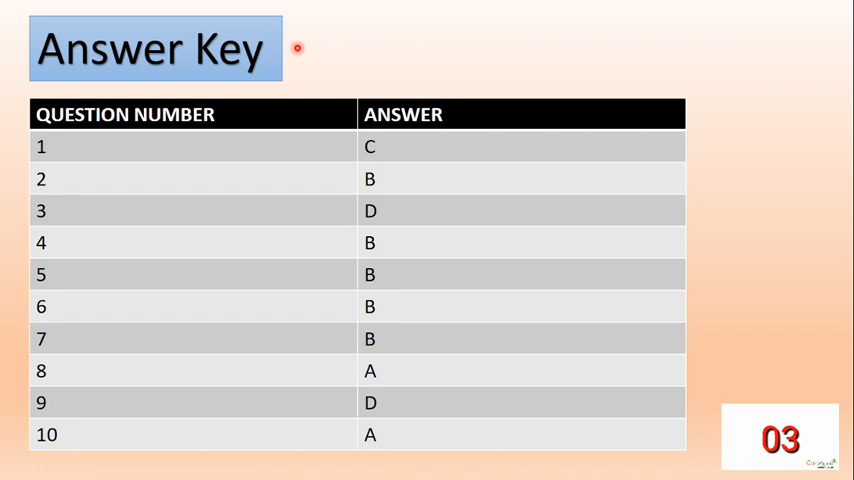 Answer Key
QUESTION NUMBER ANSWER
1 C
2 B
3 D
4 B
5 B
6 B
7 B
8 A
9 D
10 A
03